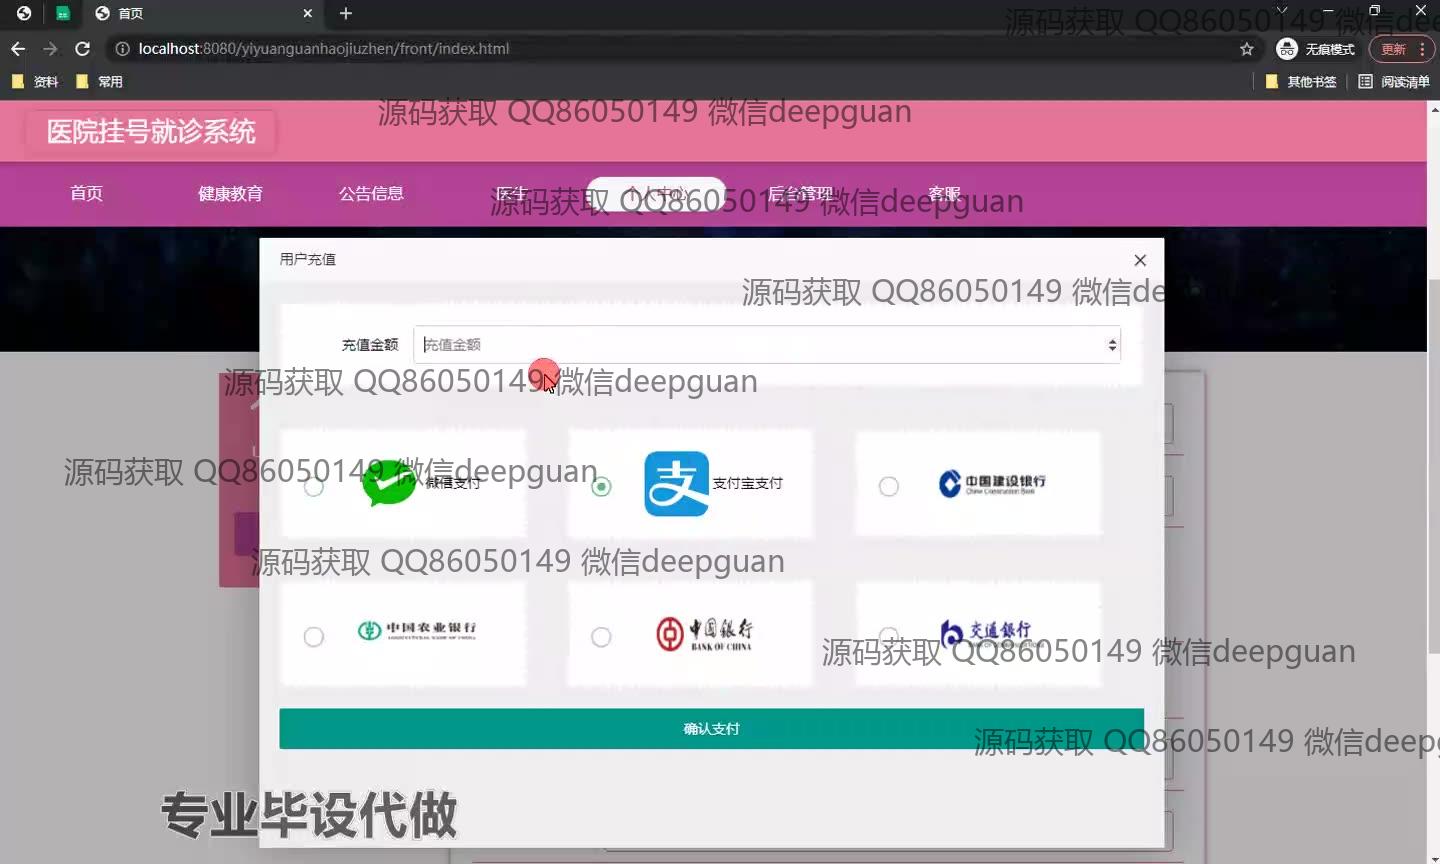 首页
localhost:8080/yiyuanguanhaojiuzhen/front/index.html
无痕模式
更新
资料
常用
其他书签
阅读清单
源码获取 QQ86050149 微信dee
医院挂号就诊系统
源码获取 QQ86050149 微信deepguan
首页
健康教育
公告信息
医生
个人中心
后台管理
客服
源码获取 QQ86050149 微信deepguan
用户充值
源码获取 QQ86050149 微信de
充值金额
充值金额
源码获取 QQ86050149 微信deepguan
源码获取 QQ86050149 微信deepguan
微信支付
支
支付宝支付
中国建设银行
China Construction Bank
源码获取 QQ86050149 微信deepguan
中国农业银行
中国银行
BANK OF CHINA
交通银行
源码获取 QQ86050149 微信deepguan
确认支付
源码获取 QQ86050149 微信deepg
专业毕设代做